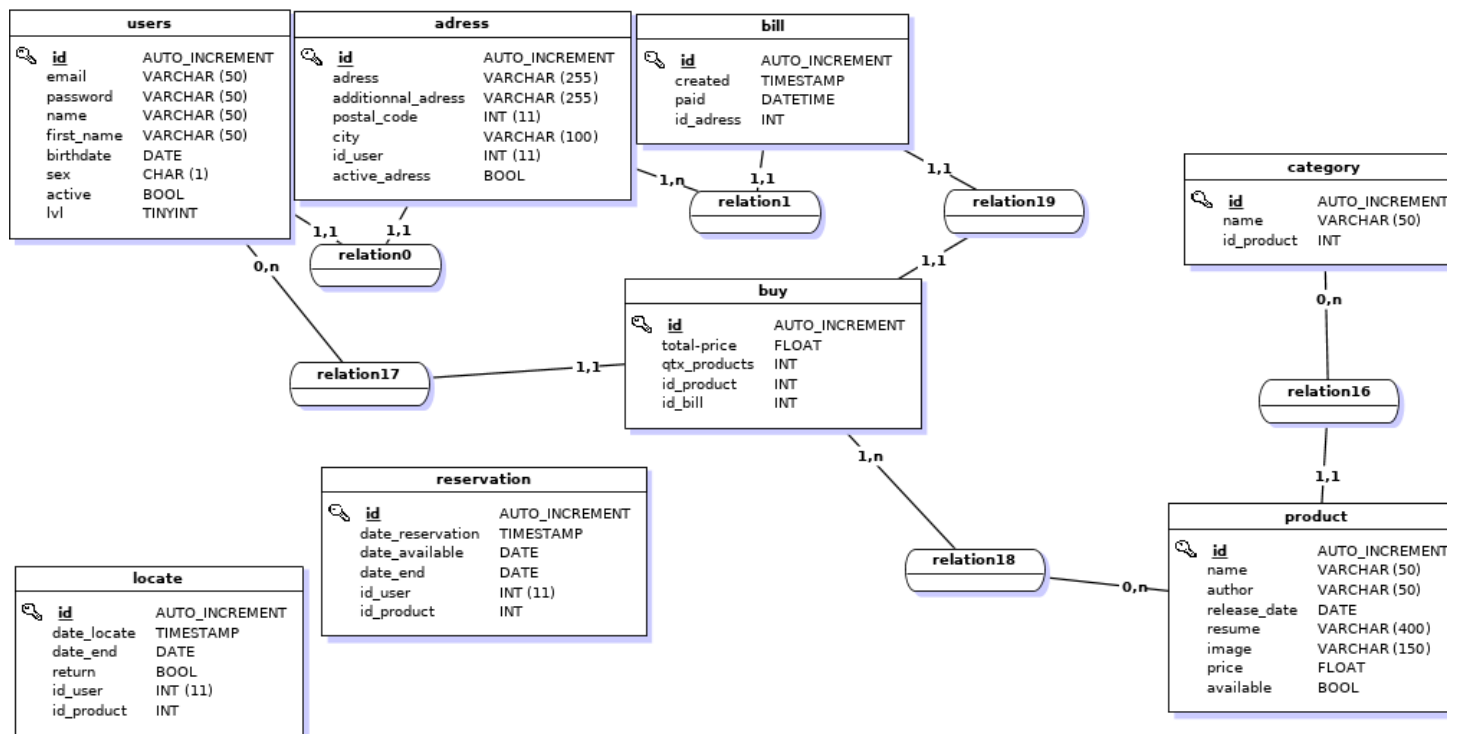 users
id AUTO_INCREMENT
email VARCHAR (50)
password VARCHAR (50)
name VARCHAR (50)
first_name VARCHAR (50)
birthdate DATE
sex CHAR (1)
active BOOL
lvl TINYINT
adress
id AUTO_INCREMENT
adress VARCHAR (255)
additionnal_adress VARCHAR (255)
postal_code INT (11)
city VARCHAR (100)
id_user INT (11)
active_adress BOOL
bill
id AUTO_INCREMENT
created TIMESTAMP
paid DATETIME
id_adress INT
category
id AUTO_INCREMENT
name VARCHAR (50)
id_product INT
1,1
1,1
relation0
1,n
1,1
relation1
1,1
relation19
1,1
0,n
relation17
1,1
buy
id AUTO_INCREMENT
total-price FLOAT
qtx_products INT
id_product INT
id_bill INT
0,n
relation16
1,1
1,n
relation18
0,n
reservation
id AUTO_INCREMENT
date_reservation TIMESTAMP
date_available DATE
date_end DATE
id_user INT (11)
id_product INT
product
id AUTO_INCREMENT
name VARCHAR (50)
author VARCHAR (50)
release_date DATE
resume VARCHAR (400)
image VARCHAR (150)
price FLOAT
available BOOL
locate
id AUTO_INCREMENT
date_locate TIMESTAMP
date_end DATE
return BOOL
id_user INT (11)
id_product INT